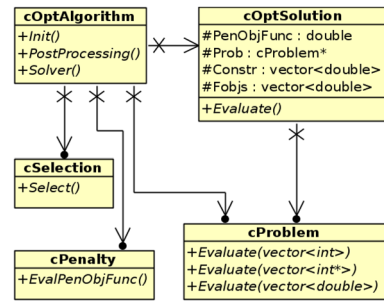 cOptAlgorithm
+Init()
+PostProcessing()
+Solver()
cOptSolution
#PenObjFunc : double
#Prob : cProblem*
#Constr : vector<double>
#Fobjs : vector<double>
+Evaluate()
cSelection
+Select()
cPenalty
+EvalPenObjFunc()
cProblem
+Evaluate(vector<int>)
+Evaluate(vector<int*>)
+Evaluate(vector<double>)